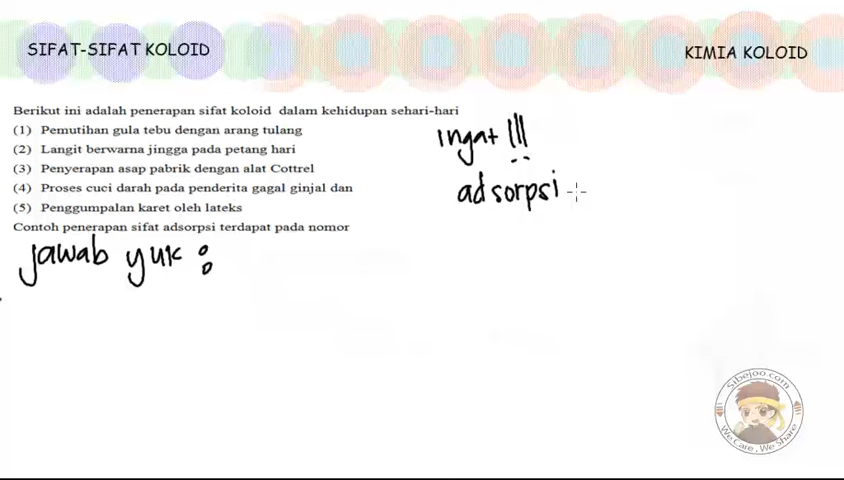 SIFAT-SIFAT KOLOID
KIMIA KOLOID
Berikut ini adalah penerapan sifat koloid dalam kehidupan sehari-hari
(1) Pemutihan gula tebu dengan arang tulang
(2) Langit berwarna jingga pada petang hari
(3) Penyerapan asap pabrik dengan alat Cottrel
(4) Proses cuci darah pada penderita gagal ginjal dan
(5) Penggumpalan karet oleh lateks
Contoh penerapan sifat adsorpsi terdapat pada nomor
ingat !!!
adsorpsi
jawab yuk :
Sibejoo.com
We Care, We Share